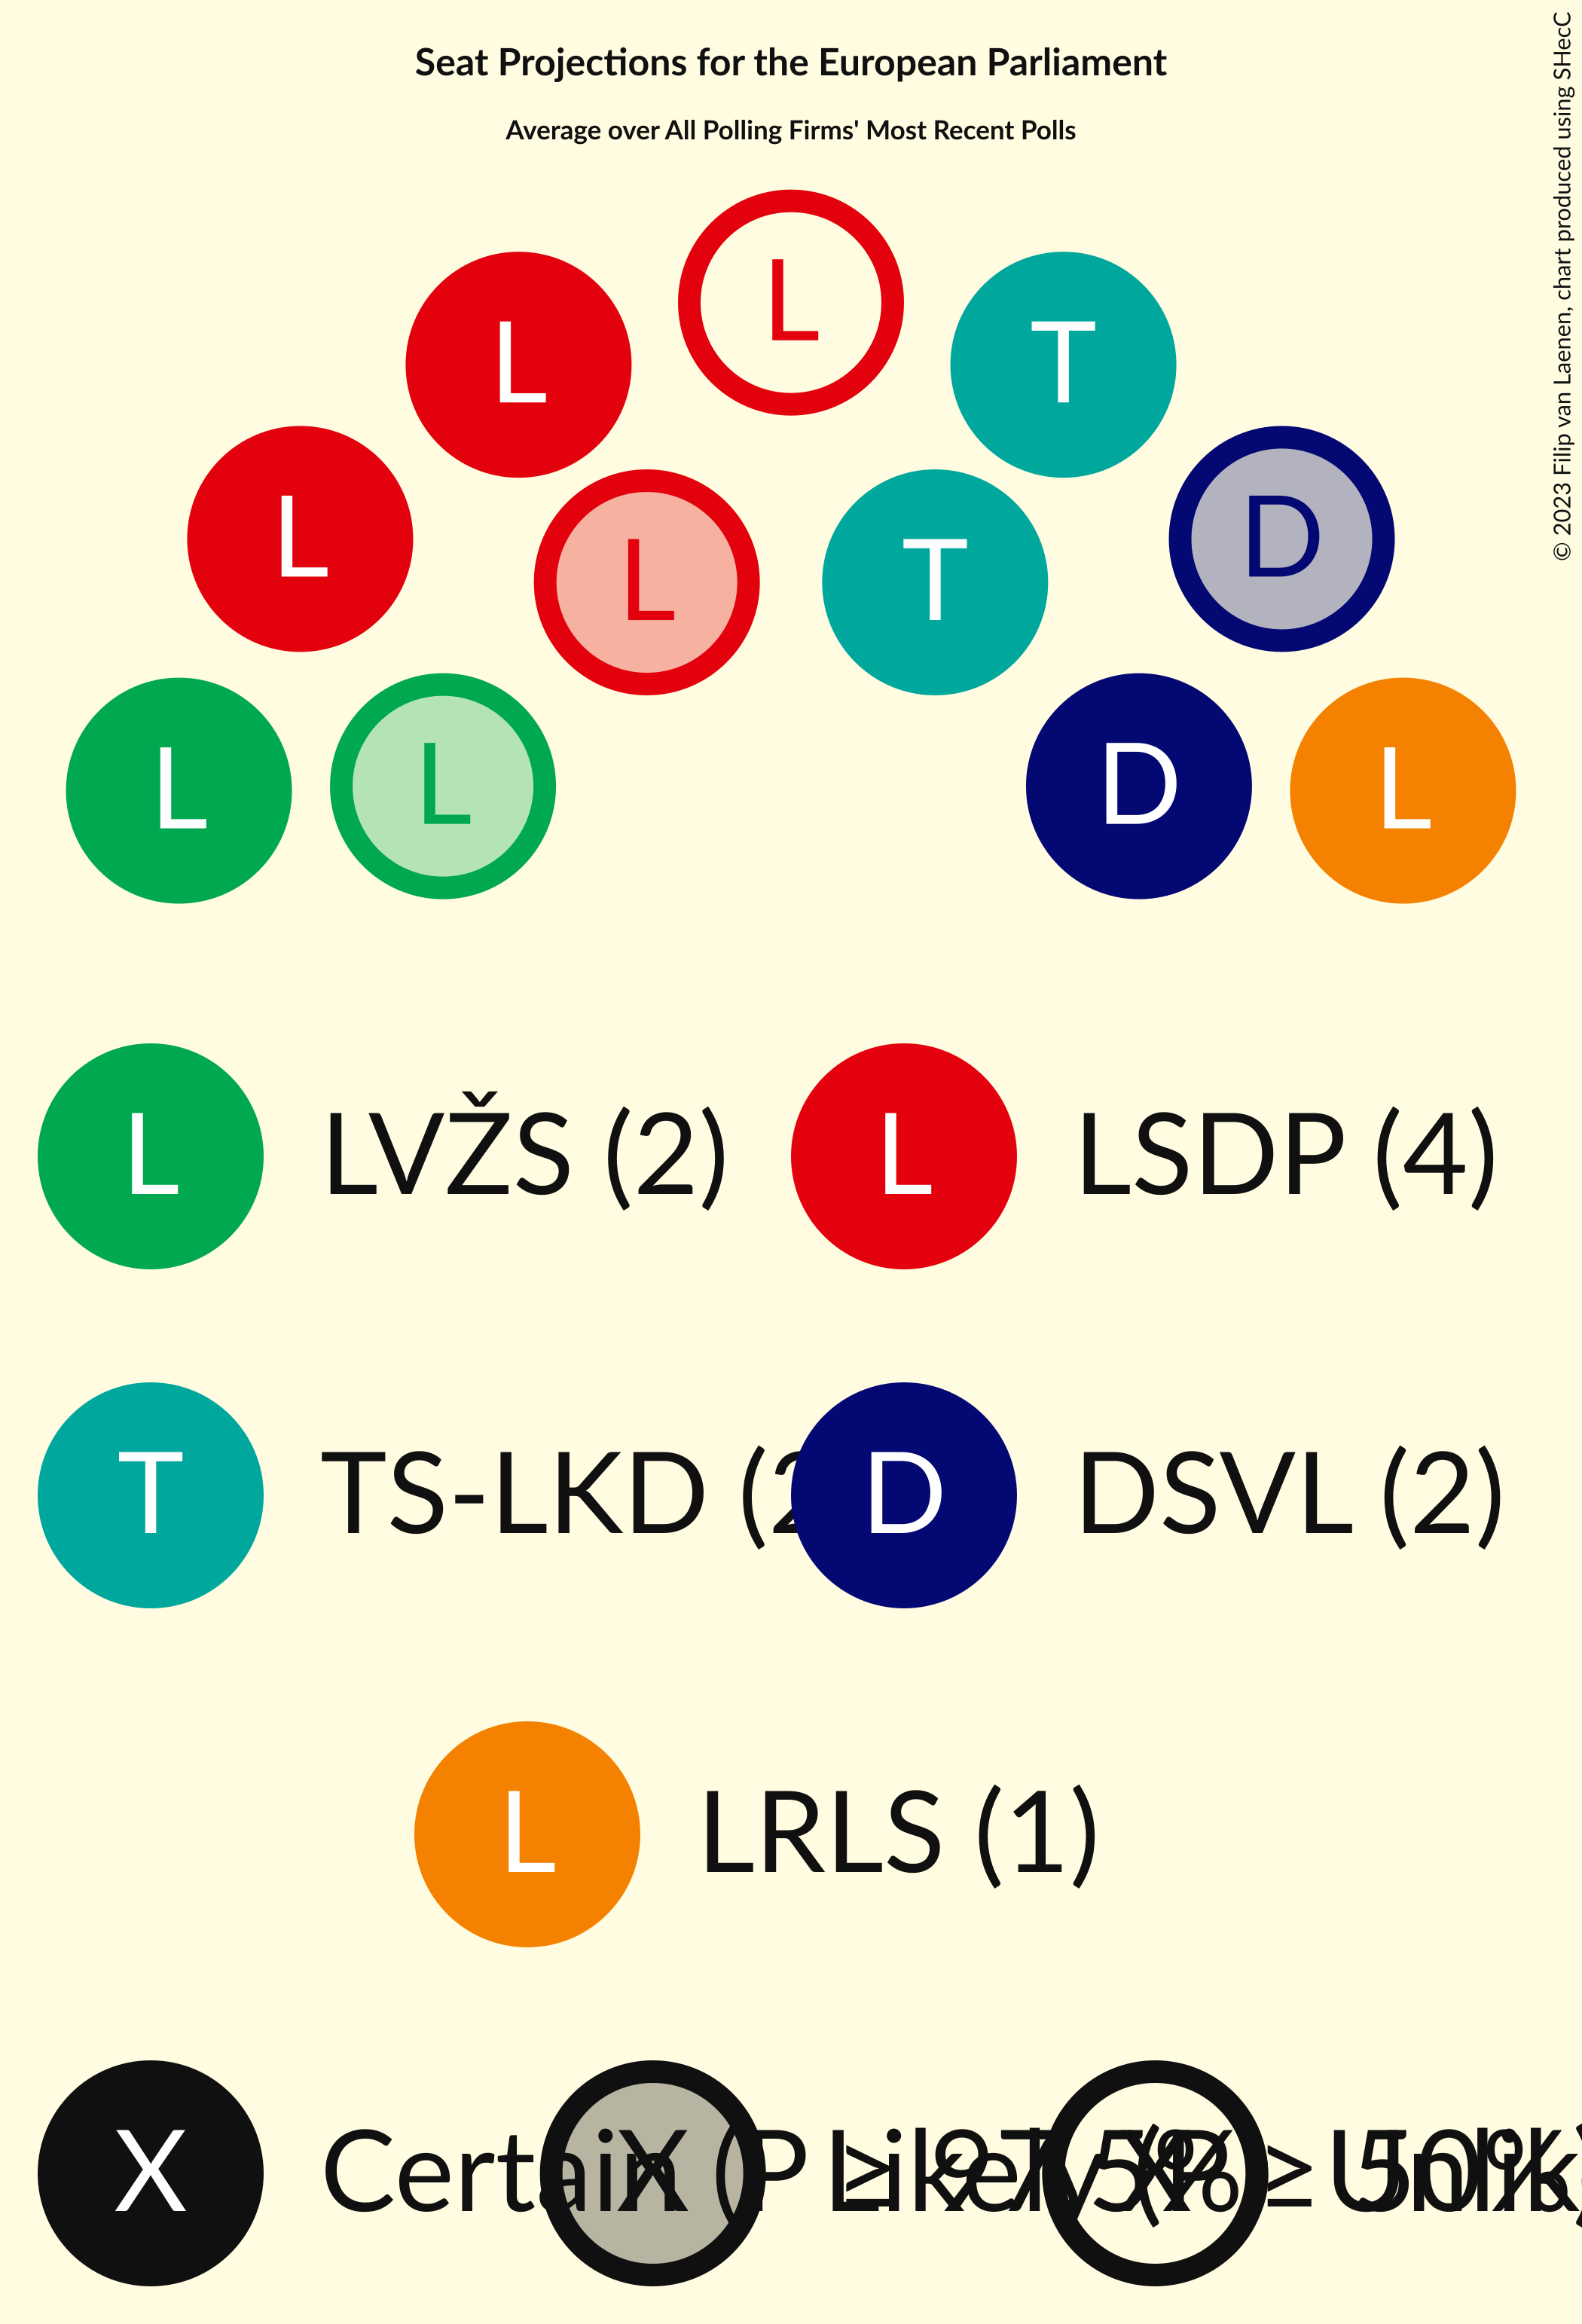 Seat Projections for the European Parliament
Average over All Polling Firms' Most Recent Polls
© 2023 Filip van Laenen, chart produced using SHecC
L
L L T
L L T D
L L D L
L LVŽS (2) L LSDP (4)
T TS-LKD (2 D DSVL (2)
L LRLS (1)
X Certain (P ≥ 97.5% X Likely (P ≥ 50% X